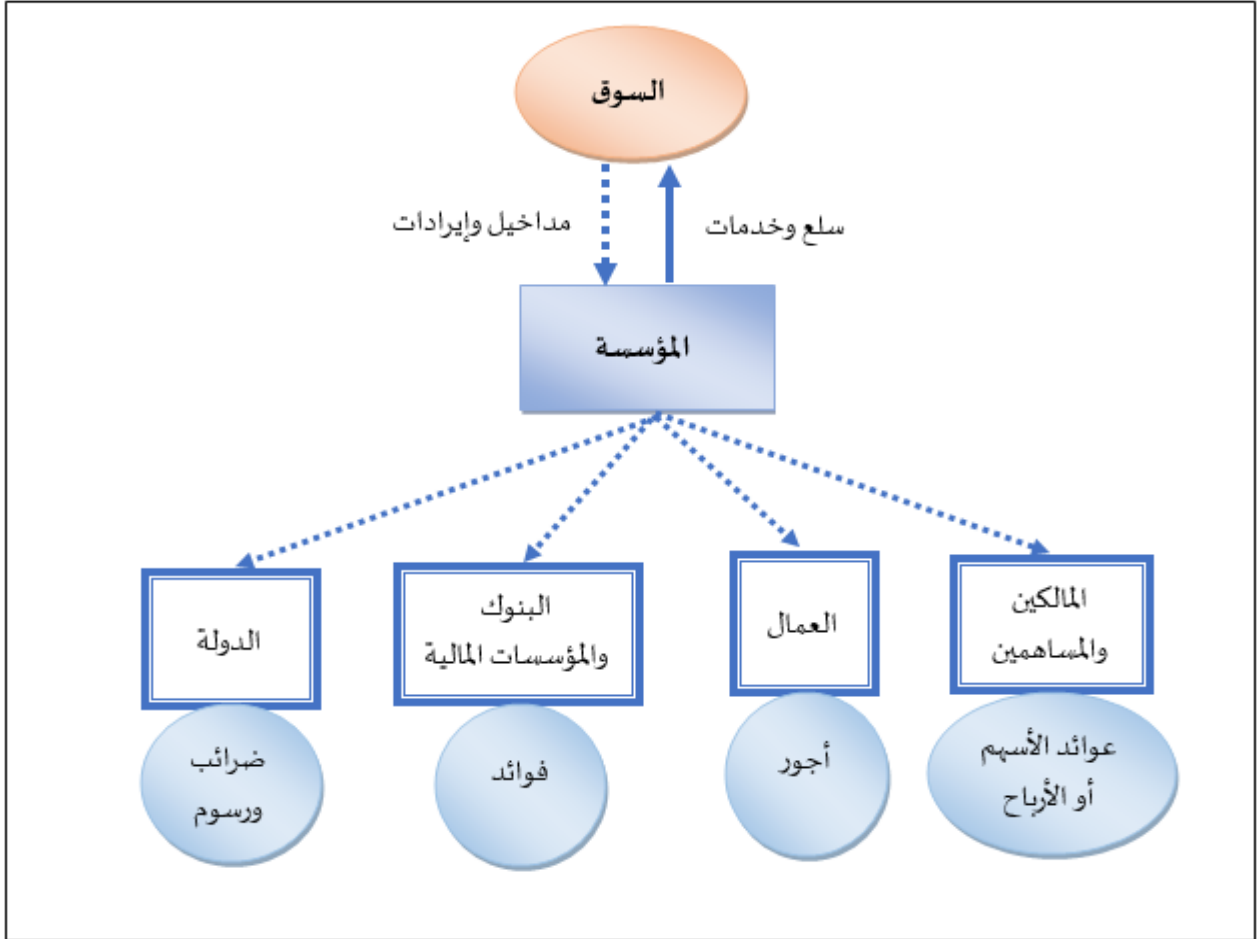 السوق
سلع وخدمات
مداخيل وإيرادات
المؤسسة
المالكين
والمساهمين
العمال
البنوك
والمؤسسات المالية
الدولة
عوائد الأسهم
أو الأرباح
أجور
فوائد
ضرائب
ورسوم